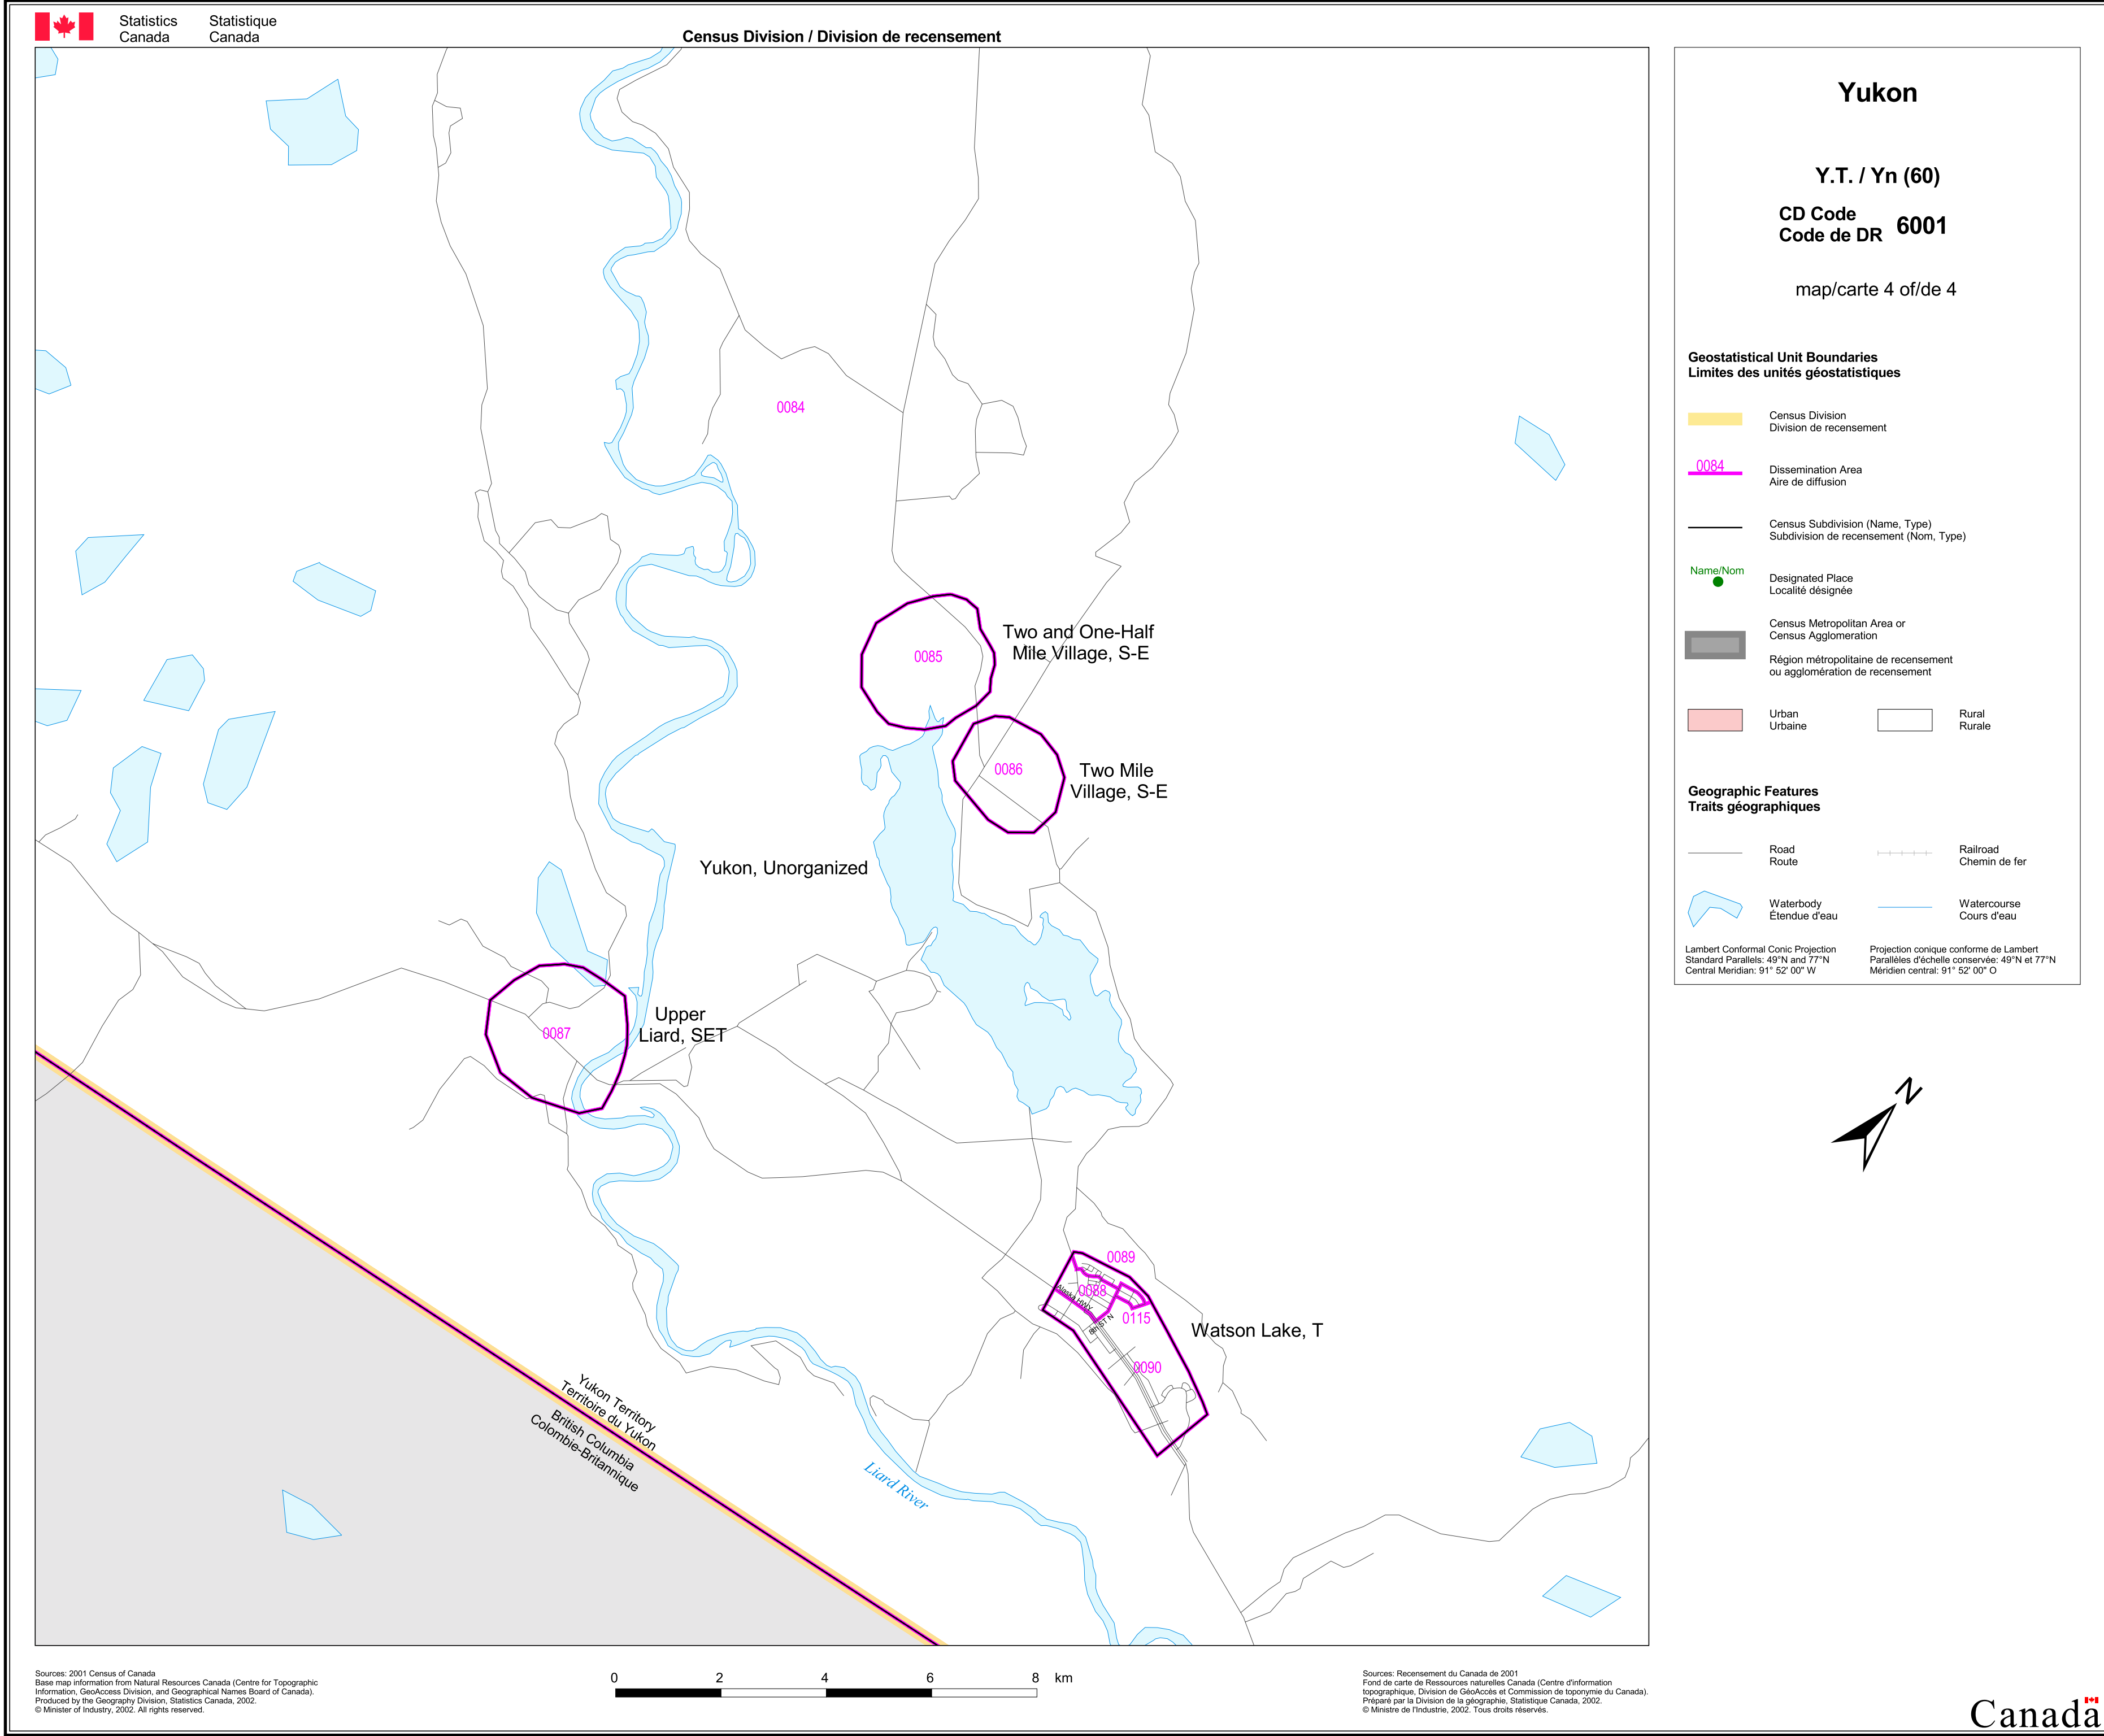 Statistics Statistique
Canada Canada
Census Division / Division de recensement
Yukon
Y.T. / Yn (60)
CD Code
Code de DR 6001
map/carte 4 of/de 4
Geostatistical Unit Boundaries
Limites des unités géostatistiques
Census Division
Division de recensement
0084
Dissemination Area
Aire de diffusion
Census Subdivision (Name, Type)
Subdivision de recensement (Nom, Type)
Name/Nom
Designated Place
Localité désignée
Census Metropolitan Area or
Census Agglomeration
Région métropolitaine de recensement
ou agglomération de recensement
Urban Rural
Urbaine Rurale
Geographic Features
Traits géographiques
Road Railroad
Route Chemin de fer
Waterbody Watercourse
Étendue d'eau Cours d'eau
Lambert Conformal Conic Projection
Standard Parallels: 49°N and 77°N
Central Meridian: 91° 52' 00" W
Projection conique conforme de Lambert
Parallèles d'échelle conservée: 49°N et 77°N
Méridien central: 91° 52' 00" O
N
0084
0085
Two and One-Half
Mile Village, S-E
0086
Two Mile
Village, S-E
Yukon, Unorganized
0087
Upper
Liard, SET
0089
0088
Alaska HWY
8th ST N
0115
0090
Watson Lake, T
Yukon Territory
Territoire du Yukon
British Columbia
Colombie-Britannique
Liard River
Sources: 2001 Census of Canada
Base map information from Natural Resources Canada (Centre for Topographic
Information, GeoAccess Division, and Geographical Names Board of Canada).
Produced by the Geography Division, Statistics Canada, 2002.
© Minister of Industry, 2002. All rights reserved.
0 2 4 6 8 km
Sources: Recensement du Canada de 2001
Fond de carte de Ressources naturelles Canada (Centre d'information
topographique, Division de GéoAccès et Commission de toponymie du Canada).
Préparé par la Division de la géographie, Statistique Canada, 2002.
© Ministre de l'Industrie, 2002. Tous droits réservés.
Canada